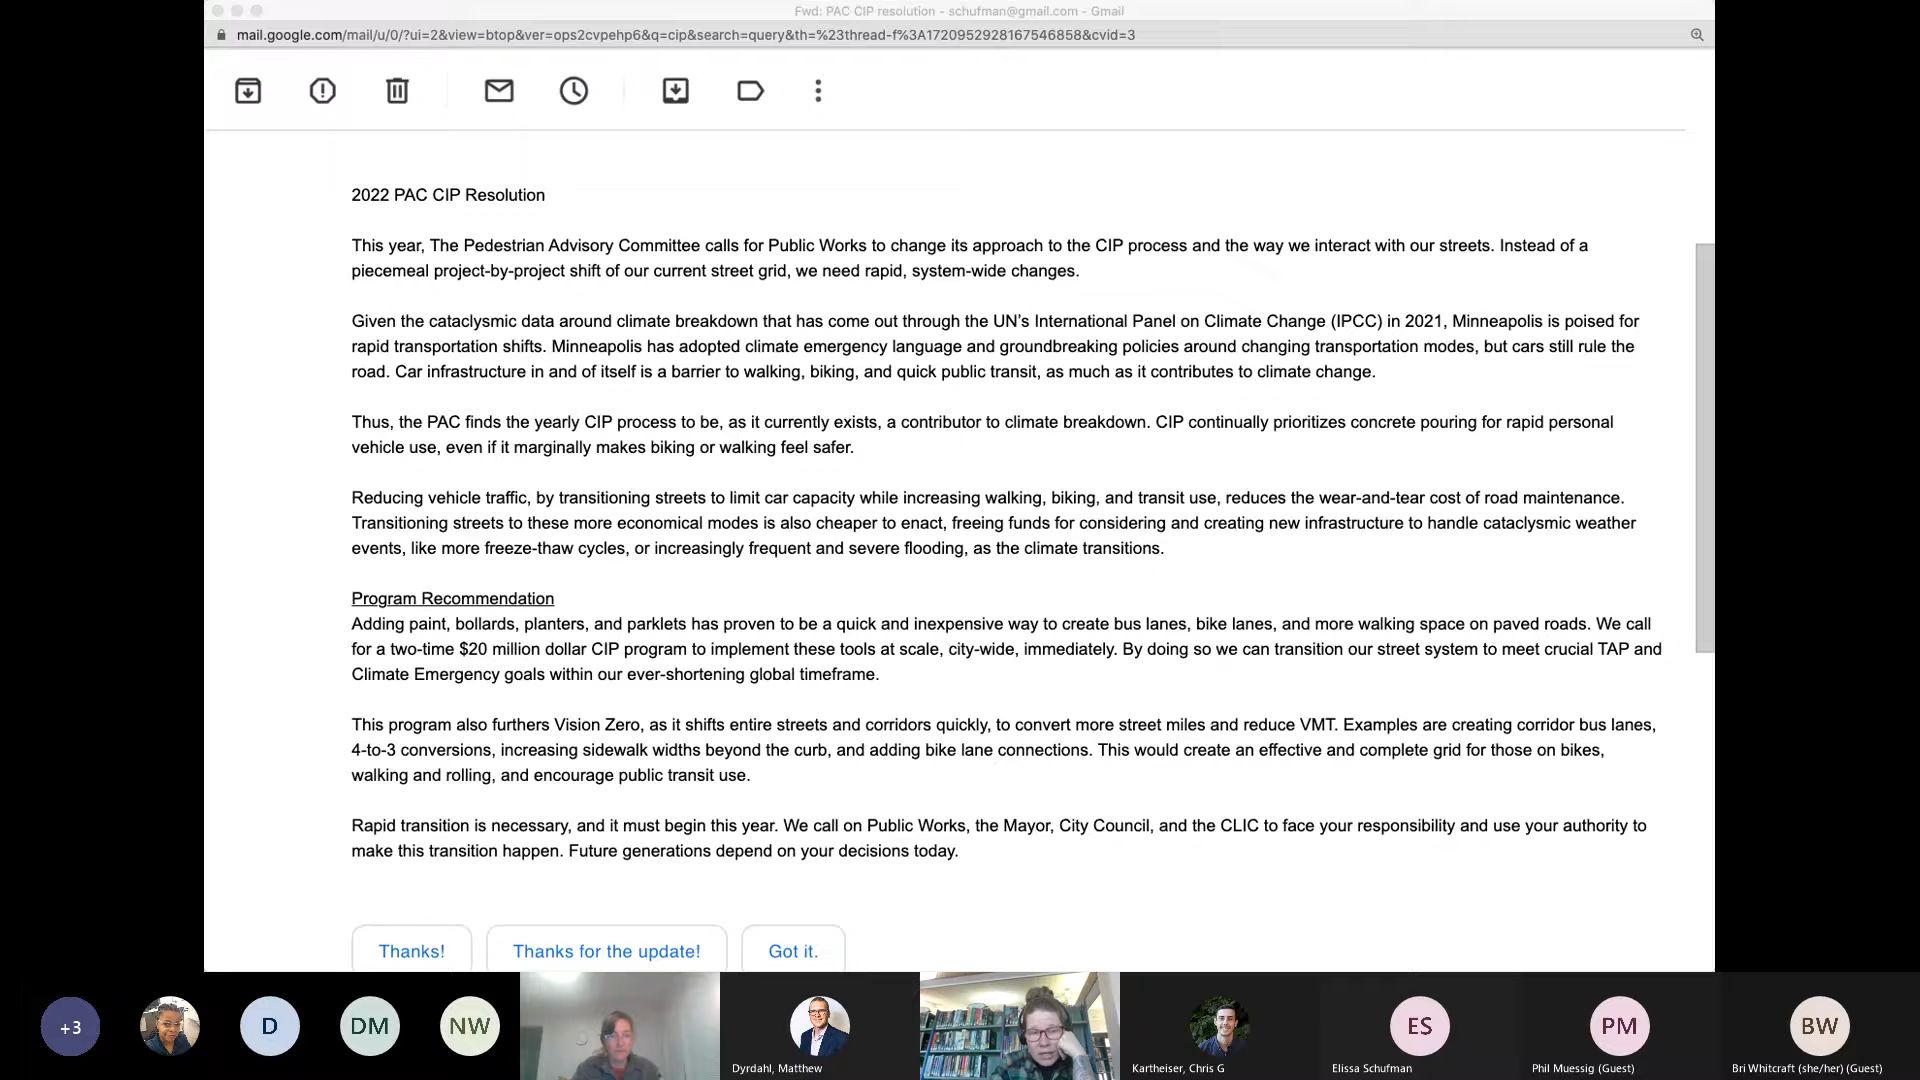 Fwd: PAC CIP resolution - schufman@gmail.com - Gmail
mail.google.com/mail/u/0/?ui=2&view=btop&ver=ops2cvpehp6&q=cip&search=query&th=%23thread-f%3A1720952928167546858&cvid=3
2022 PAC CIP Resolution
This year, The Pedestrian Advisory Committee calls for Public Works to change its approach to the CIP process and the way we interact with our streets. Instead of a
piecemeal project-by-project shift of our current street grid, we need rapid, system-wide changes.
Given the cataclysmic data around climate breakdown that has come out through the UN's International Panel on Climate Change (IPCC) in 2021, Minneapolis is poised for
rapid transportation shifts. Minneapolis has adopted climate emergency language and groundbreaking policies around changing transportation modes, but cars still rule the
road. Car infrastructure in and of itself is a barrier to walking, biking, and quick public transit, as much as it contributes to climate change.
Thus, the PAC finds the yearly CIP process to be, as it currently exists, a contributor to climate breakdown. CIP continually prioritizes concrete pouring for rapid personal
vehicle use, even if it marginally makes biking or walking feel safer.
Reducing vehicle traffic, by transitioning streets to limit car capacity while increasing walking, biking, and transit use, reduces the wear-and-tear cost of road maintenance.
Transitioning streets to these more economical modes is also cheaper to enact, freeing funds for considering and creating new infrastructure to handle cataclysmic weather
events, like more freeze-thaw cycles, or increasingly frequent and severe flooding, as the climate transitions.
Program Recommendation
Adding paint, bollards, planters, and parklets has proven to be a quick and inexpensive way to create bus lanes, bike lanes, and more walking space on paved roads. We call
for a two-time $20 million dollar CIP program to implement these tools at scale, city-wide, immediately. By doing so we can transition our street system to meet crucial TAP and
Climate Emergency goals within our ever-shortening global timeframe.
This program also furthers Vision Zero, as it shifts entire streets and corridors quickly, to convert more street miles and reduce VMT. Examples are creating corridor bus lanes,
4-to-3 conversions, increasing sidewalk widths beyond the curb, and adding bike lane connections. This would create an effective and complete grid for those on bikes,
walking and rolling, and encourage public transit use.
Rapid transition is necessary, and it must begin this year. We call on Public Works, the Mayor, City Council, and the CLIC to face your responsibility and use your authority to
make this transition happen. Future generations depend on your decisions today.
Thanks! Thanks for the update! Got it.
+3 D DM NW ES PM BW
Dyrdahl, Matthew Kartheiser, Chris G Elissa Schufman Phil Muessig (Guest) Bri Whitcraft (she/her) (Guest)